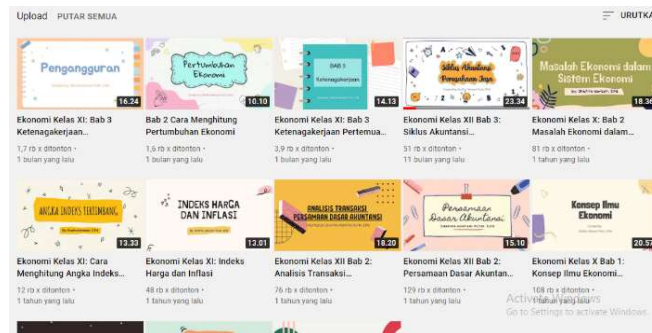 Upload PUTAR SEMUA
URUTKA
Pengangguran
16.24
Pertumbuhan
Ekonomi
10.10
BAB 3
Ketenagakerjaan
14.13
Siklus Akuntansi
Perusahaan Jasa
23.34
Masalah Ekonomi dalam
Sistem Ekonomi
18.36
Ekonomi Kelas XI: Bab 3
Ketenagakerjaan...
1,7 rb x ditonton •
1 bulan yang lalu
Bab 2 Cara Menghitung
Pertumbuhan Ekonomi
1,6 rb x ditonton •
1 bulan yang lalu
Ekonomi Kelas XI: Bab 3
Ketenagakerjaan Pertemua...
3,9 rb x ditonton •
1 bulan yang lalu
Ekonomi Kelas XII Bab 3:
Siklus Akuntansi...
51 rb x ditonton •
11 bulan yang lalu
Ekonomi Kelas X: Bab 2
Masalah Ekonomi dalam...
81 rb x ditonton •
1 tahun yang lalu
ANGKA INDEKS TERTIMBANG
13.33
INDEKS HARGA
DAN INFLASI
13.01
ANALISIS TRANSAKSI
PERSAMAAN DASAR AKUNTANSI
18.20
Persamaan
Dasar Akuntansi
15.10
Konsep Ilmu
Ekonomi
20.57
Ekonomi Kelas XI: Cara
Menghitung Angka Indeks...
12 rb x ditonton •
1 tahun yang lalu
Ekonomi Kelas XI: Indeks
Harga dan Inflasi
48 rb x ditonton •
1 tahun yang lalu
Ekonomi Kelas XII Bab 2:
Analisis Transaksi...
76 rb x ditonton •
1 tahun yang lalu
Ekonomi Kelas XII Bab 2:
Persamaan Dasar Akuntan...
129 rb x ditonton •
1 tahun yang lalu
Ekonomi Kelas X Bab 1:
Konsep Ilmu Ekonomi...
108 rb x ditonton •
1 tahun yang lalu
Activate Windows
Go to Settings to activate Windows.